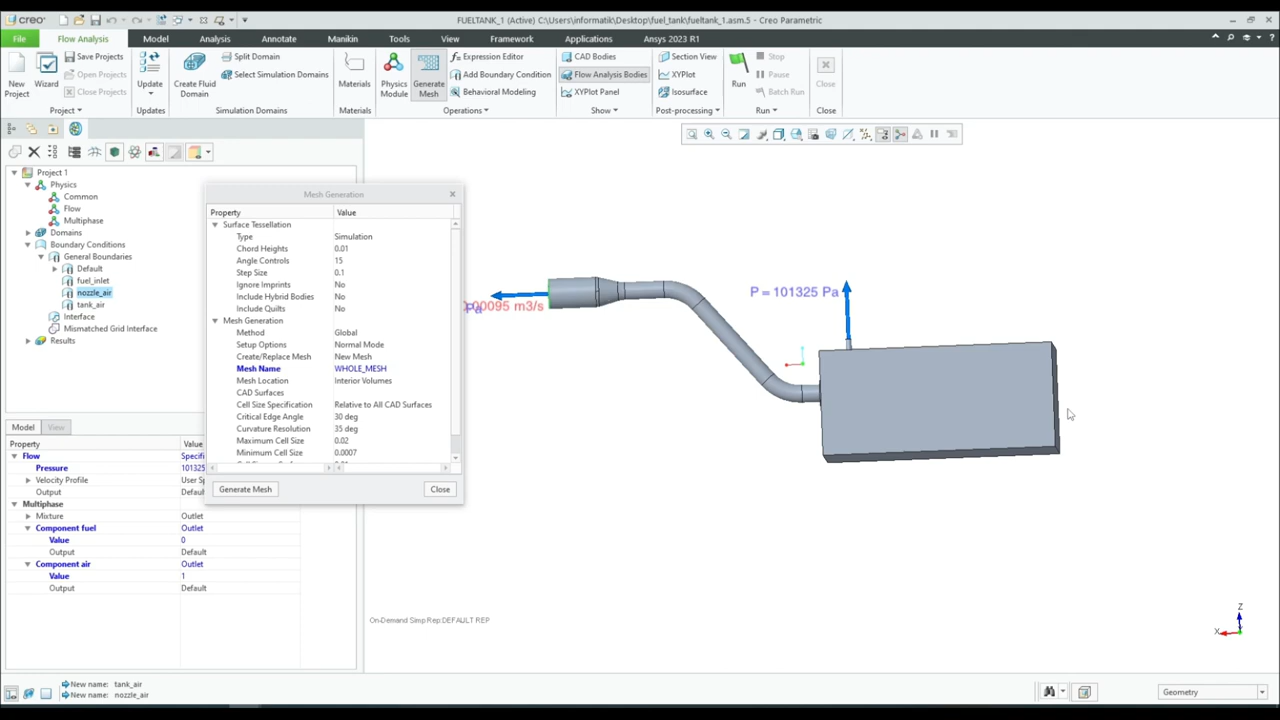 creo
FUELTANK_1 (Active) C:\Users\informatik\Desktop\fuel_tank\fueltank_1.asm.5 - Creo Parametric
File Flow Analysis Model Analysis Annotate Manikin Tools View Framework Applications Ansys 2023 R1
New Project
Wizard
Save Projects
Open Projects
Close Projects
Update
Create Fluid Domain
Split Domain
Select Simulation Domains
Materials
Physics Module
Generate Mesh
Expression Editor
Add Boundary Condition
Behavioral Modeling
CAD Bodies
Flow Analysis Bodies
XYPlot Panel
Section View
XYPlot
Isosurface
Run
Stop
Pause
Batch Run
Close
Project Updates Simulation Domains Materials Operations Show Post-processing Run Close
Project 1
Physics
Common
Flow
Multiphase
Domains
Boundary Conditions
General Boundaries
Default
fuel_inlet
nozzle_air
tank_air
Interface
Mismatched Grid Interface
Results
Model View
Property Value
Flow Specifi
Pressure 101325
Velocity Profile User Sp
Output Default
Multiphase
Mixture Outlet
Component fuel Outlet
Value 0
Output Default
Component air Outlet
Value 1
Output Default
Mesh Generation
Property Value
Surface Tessellation
Type Simulation
Chord Heights 0.01
Angle Controls 15
Step Size 0.1
Ignore Imprints No
Include Hybrid Bodies No
Include Quilts No
Mesh Generation
Method Global
Setup Options Normal Mode
Create/Replace Mesh New Mesh
Mesh Name WHOLE_MESH
Mesh Location Interior Volumes
CAD Surfaces
Cell Size Specification Relative to All CAD Surfaces
Critical Edge Angle 30 deg
Curvature Resolution 35 deg
Maximum Cell Size 0.02
Minimum Cell Size 0.0007
Generate Mesh Close
P = 101325 Pa
00095 m3/s
Pa
On-Demand Simp Rep:DEFAULT REP
Z
X
New name: tank_air
New name: nozzle_air
Geometry